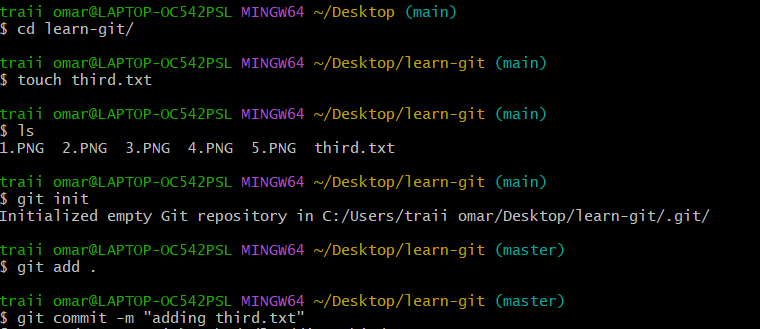 traii omar@LAPTOP-OC542PSL MINGW64 ~/Desktop (main)
$ cd learn-git/
traii omar@LAPTOP-OC542PSL MINGW64 ~/Desktop/learn-git (main)
$ touch third.txt
traii omar@LAPTOP-OC542PSL MINGW64 ~/Desktop/learn-git (main)
$ ls
1.PNG  2.PNG  3.PNG  4.PNG  5.PNG  third.txt
traii omar@LAPTOP-OC542PSL MINGW64 ~/Desktop/learn-git (main)
$ git init
Initialized empty Git repository in C:/Users/traii omar/Desktop/learn-git/.git/
traii omar@LAPTOP-OC542PSL MINGW64 ~/Desktop/learn-git (master)
$ git add .
traii omar@LAPTOP-OC542PSL MINGW64 ~/Desktop/learn-git (master)
$ git commit -m "adding third.txt"